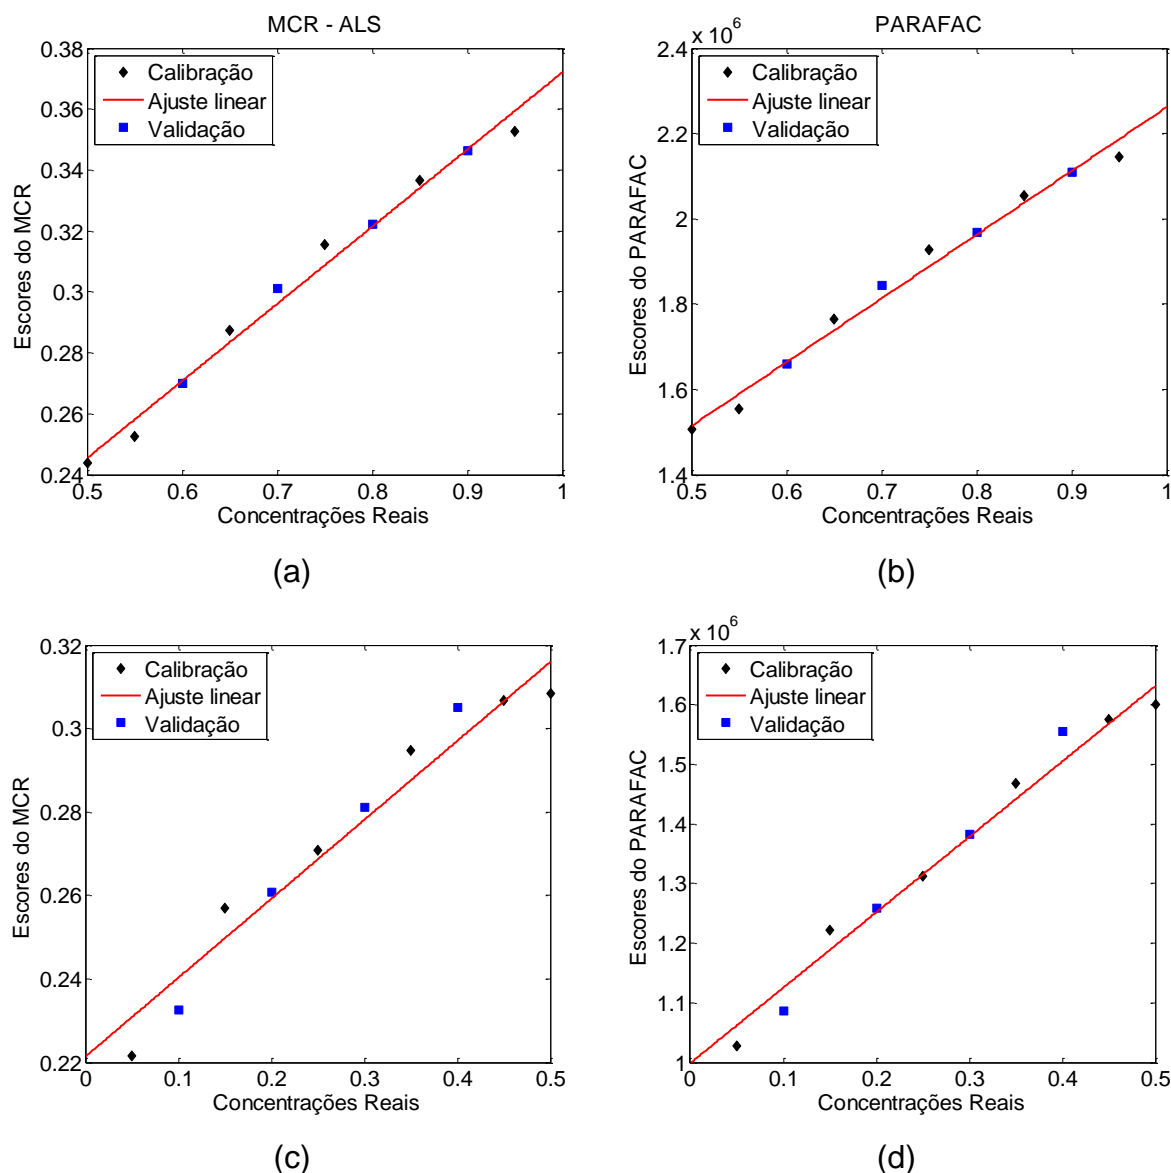 MCR - ALS
0.38
0.36
0.34
0.32
0.3
0.28
0.26
0.24
Escores do MCR
Calibração
Ajuste linear
Validação
0.5 0.6 0.7 0.8 0.9 1
Concentrações Reais
(a)
PARAFAC
x 10^6
2.4
2.2
2
1.8
1.6
1.4
Escores do PARAFAC
Calibração
Ajuste linear
Validação
0.5 0.6 0.7 0.8 0.9 1
Concentrações Reais
(b)
0.32
0.3
0.28
0.26
0.24
0.22
Escores do MCR
Calibração
Ajuste linear
Validação
0 0.1 0.2 0.3 0.4 0.5
Concentrações Reais
(c)
x 10^6
1.7
1.6
1.5
1.4
1.3
1.2
1.1
1
Escores do PARAFAC
Calibração
Ajuste linear
Validação
0 0.1 0.2 0.3 0.4 0.5
Concentrações Reais
(d)